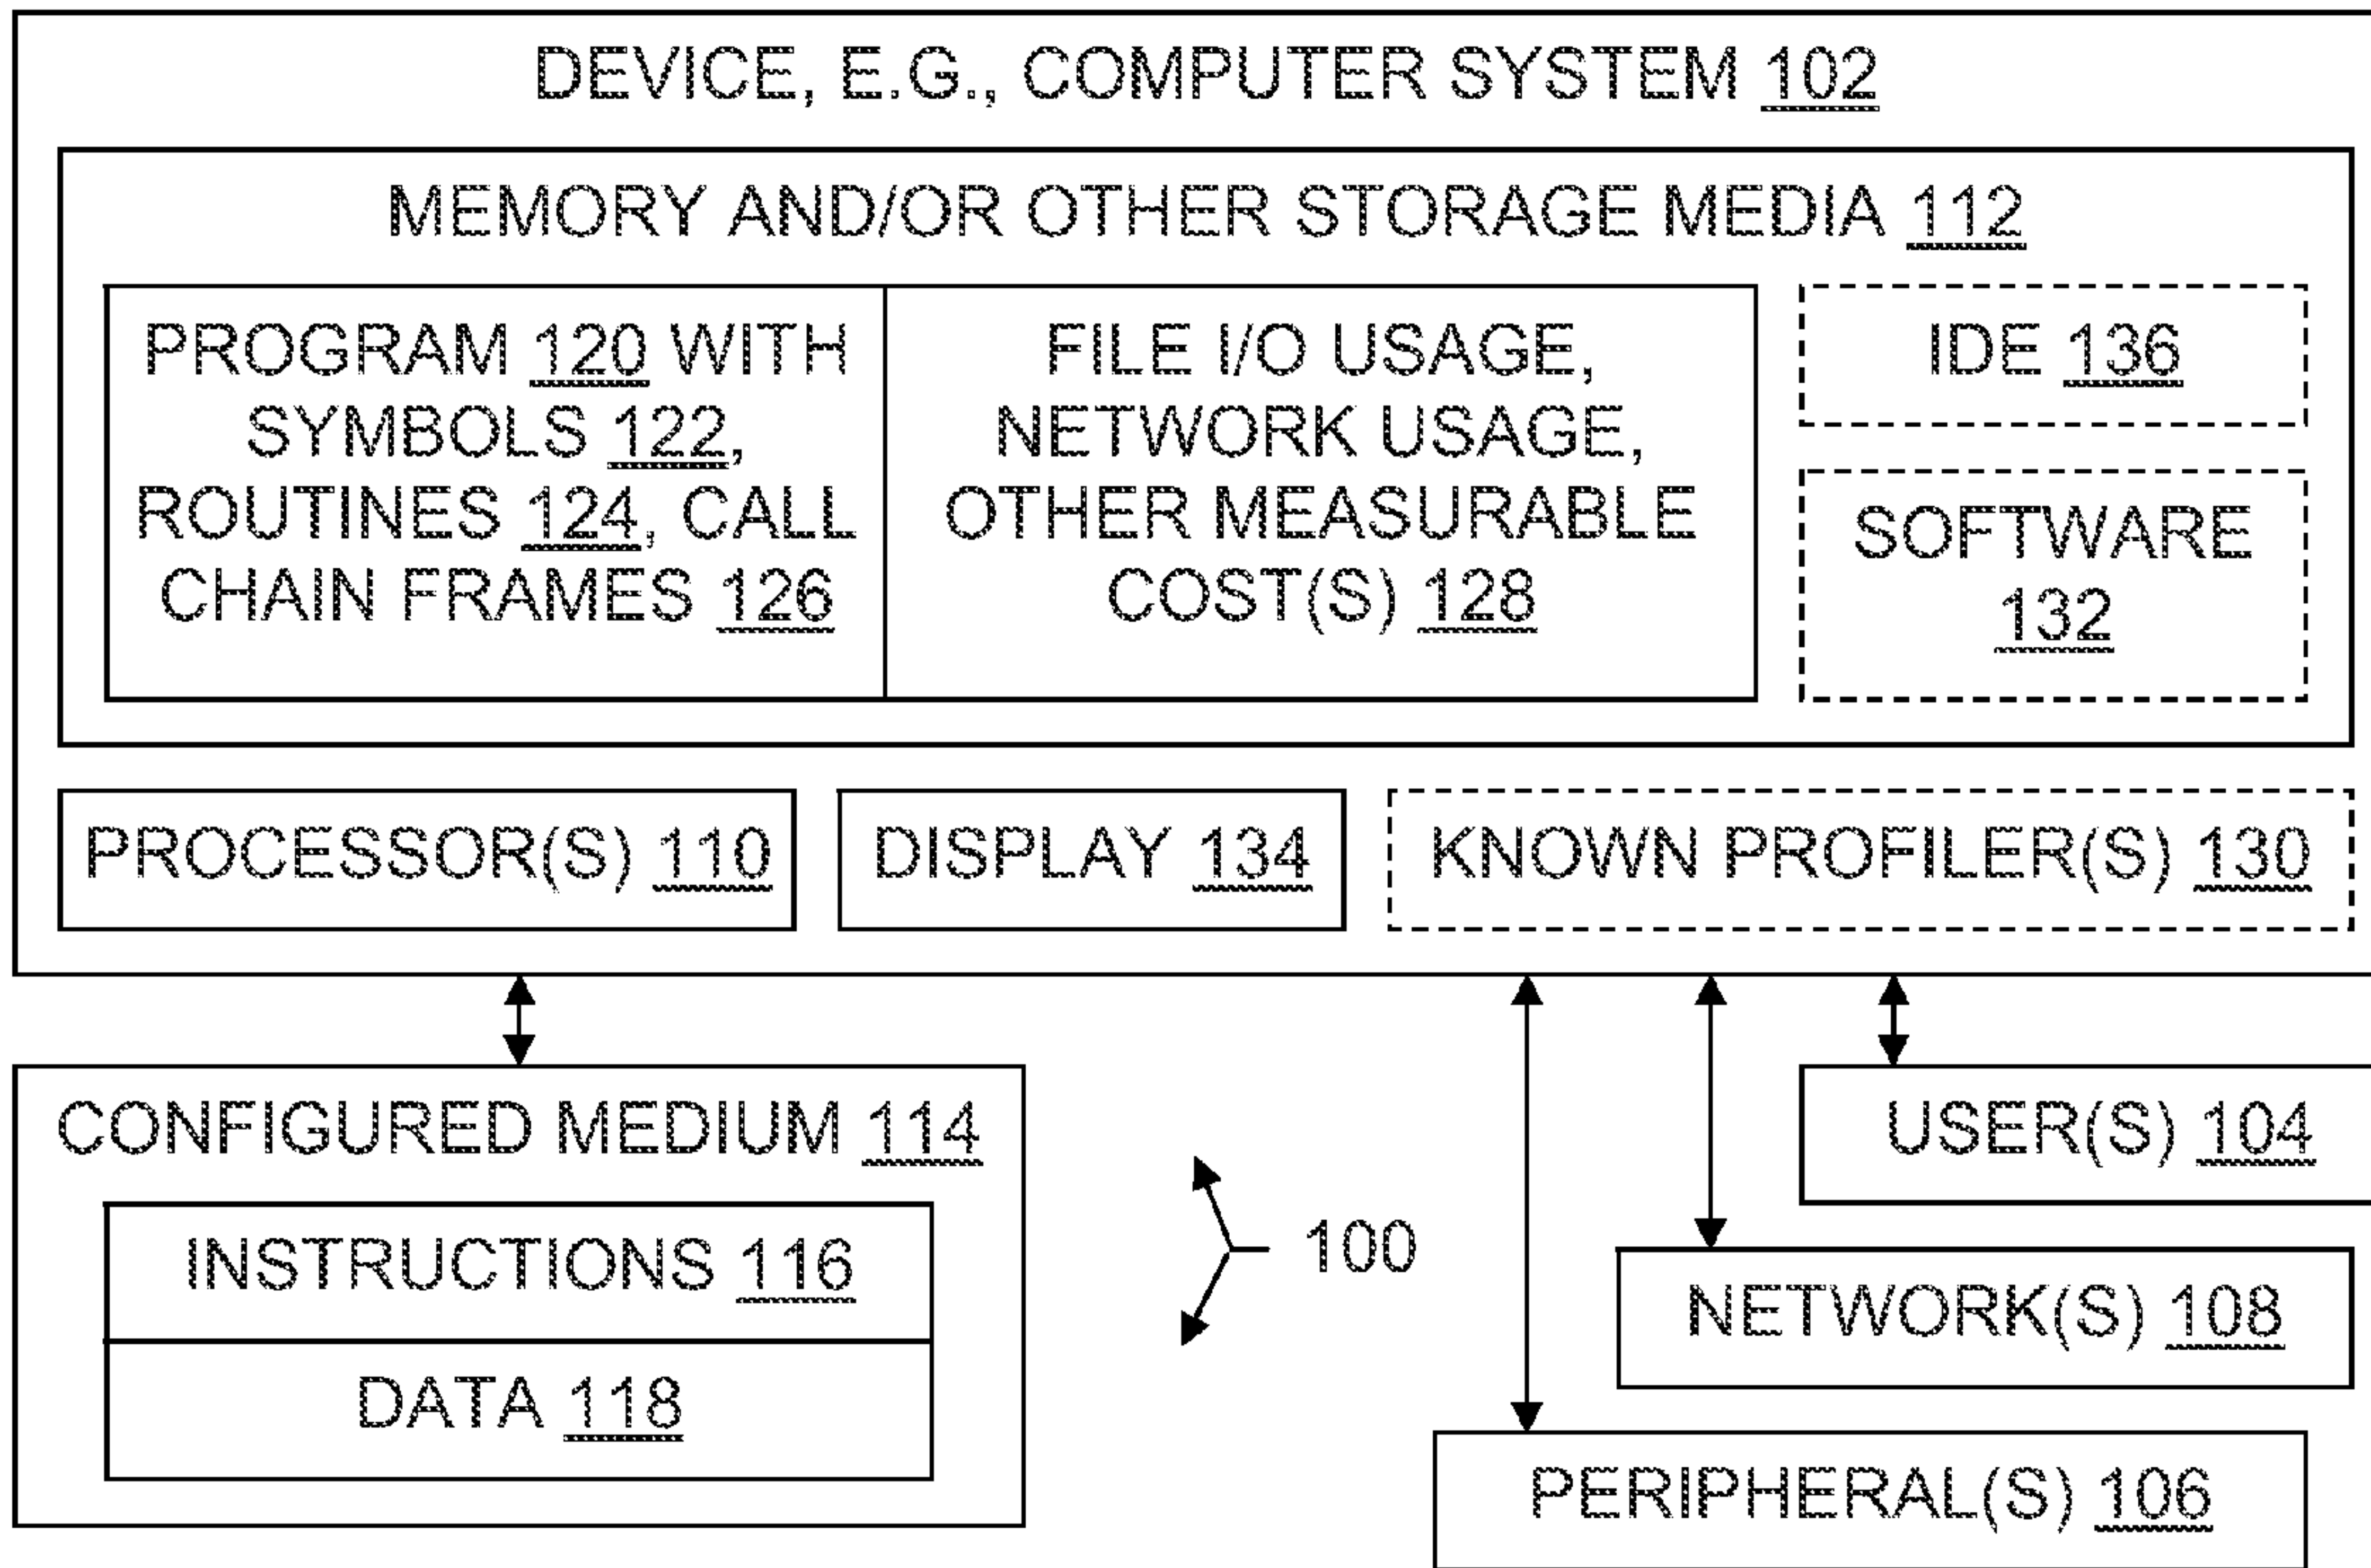 DEVICE, E.G., COMPUTER SYSTEM 102
MEMORY AND/OR OTHER STORAGE MEDIA 112
PROGRAM 120 WITH
SYMBOLS 122,
ROUTINES 124, CALL
CHAIN FRAMES 126
FILE I/O USAGE,
NETWORK USAGE,
OTHER MEASURABLE
COST(S) 128
IDE 136
SOFTWARE
132
PROCESSOR(S) 110
DISPLAY 134
KNOWN PROFILER(S) 130
CONFIGURED MEDIUM 114
INSTRUCTIONS 116
DATA 118
100
USER(S) 104
NETWORK(S) 108
PERIPHERAL(S) 106